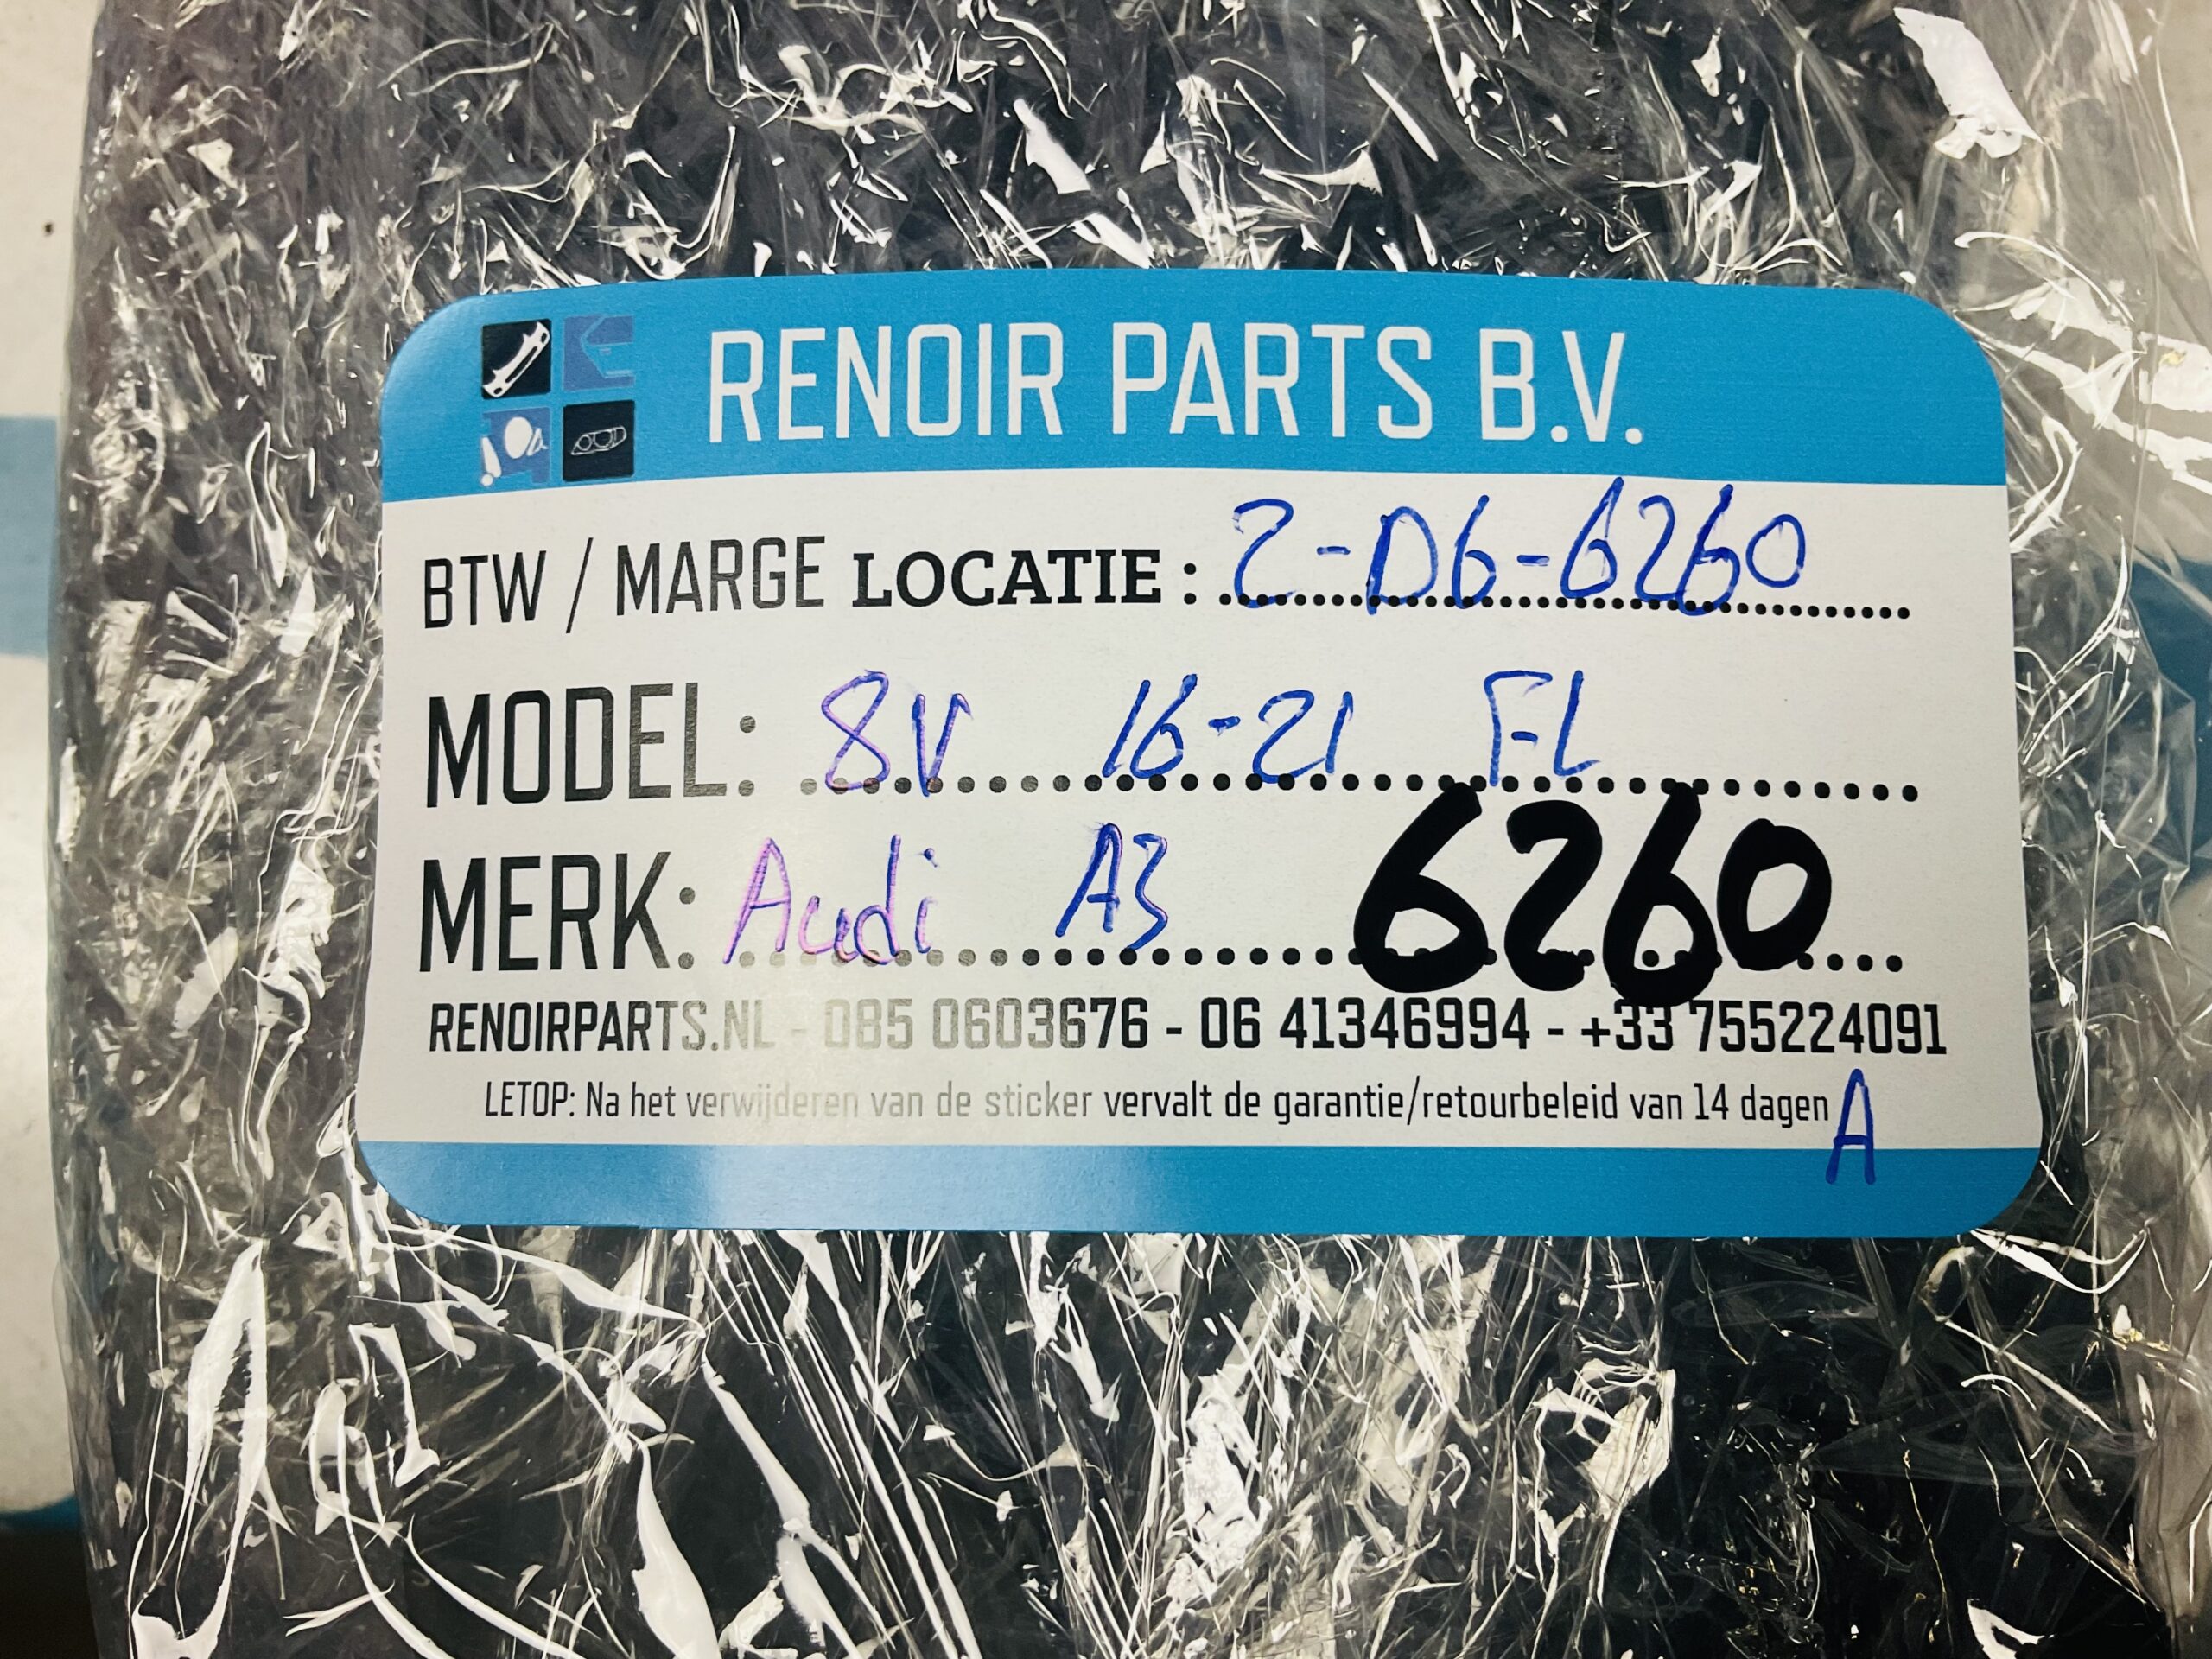 RENOIR PARTS B.V.
BTW / MARGE LOCATIE : 2-D6-6260
MODEL: 8V 16-21 FL
MERK: Audi A3 6260
RENOIRPARTS.NL - 085 0603676 - 06 41346994 - +33 755224091
LETOP: Na het verwijderen van de sticker vervalt de garantie/retourbeleid van 14 dagen
A